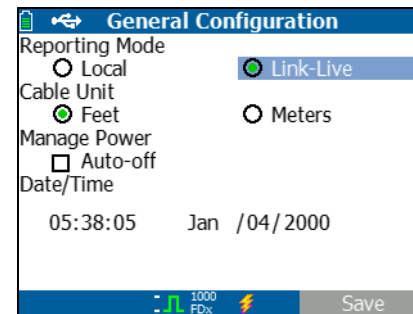 General Configuration
Reporting Mode
Local Link-Live
Cable Unit
Feet Meters
Manage Power
Auto-off
Date/Time
05:38:05 Jan /04/2000
1000
FDx Save